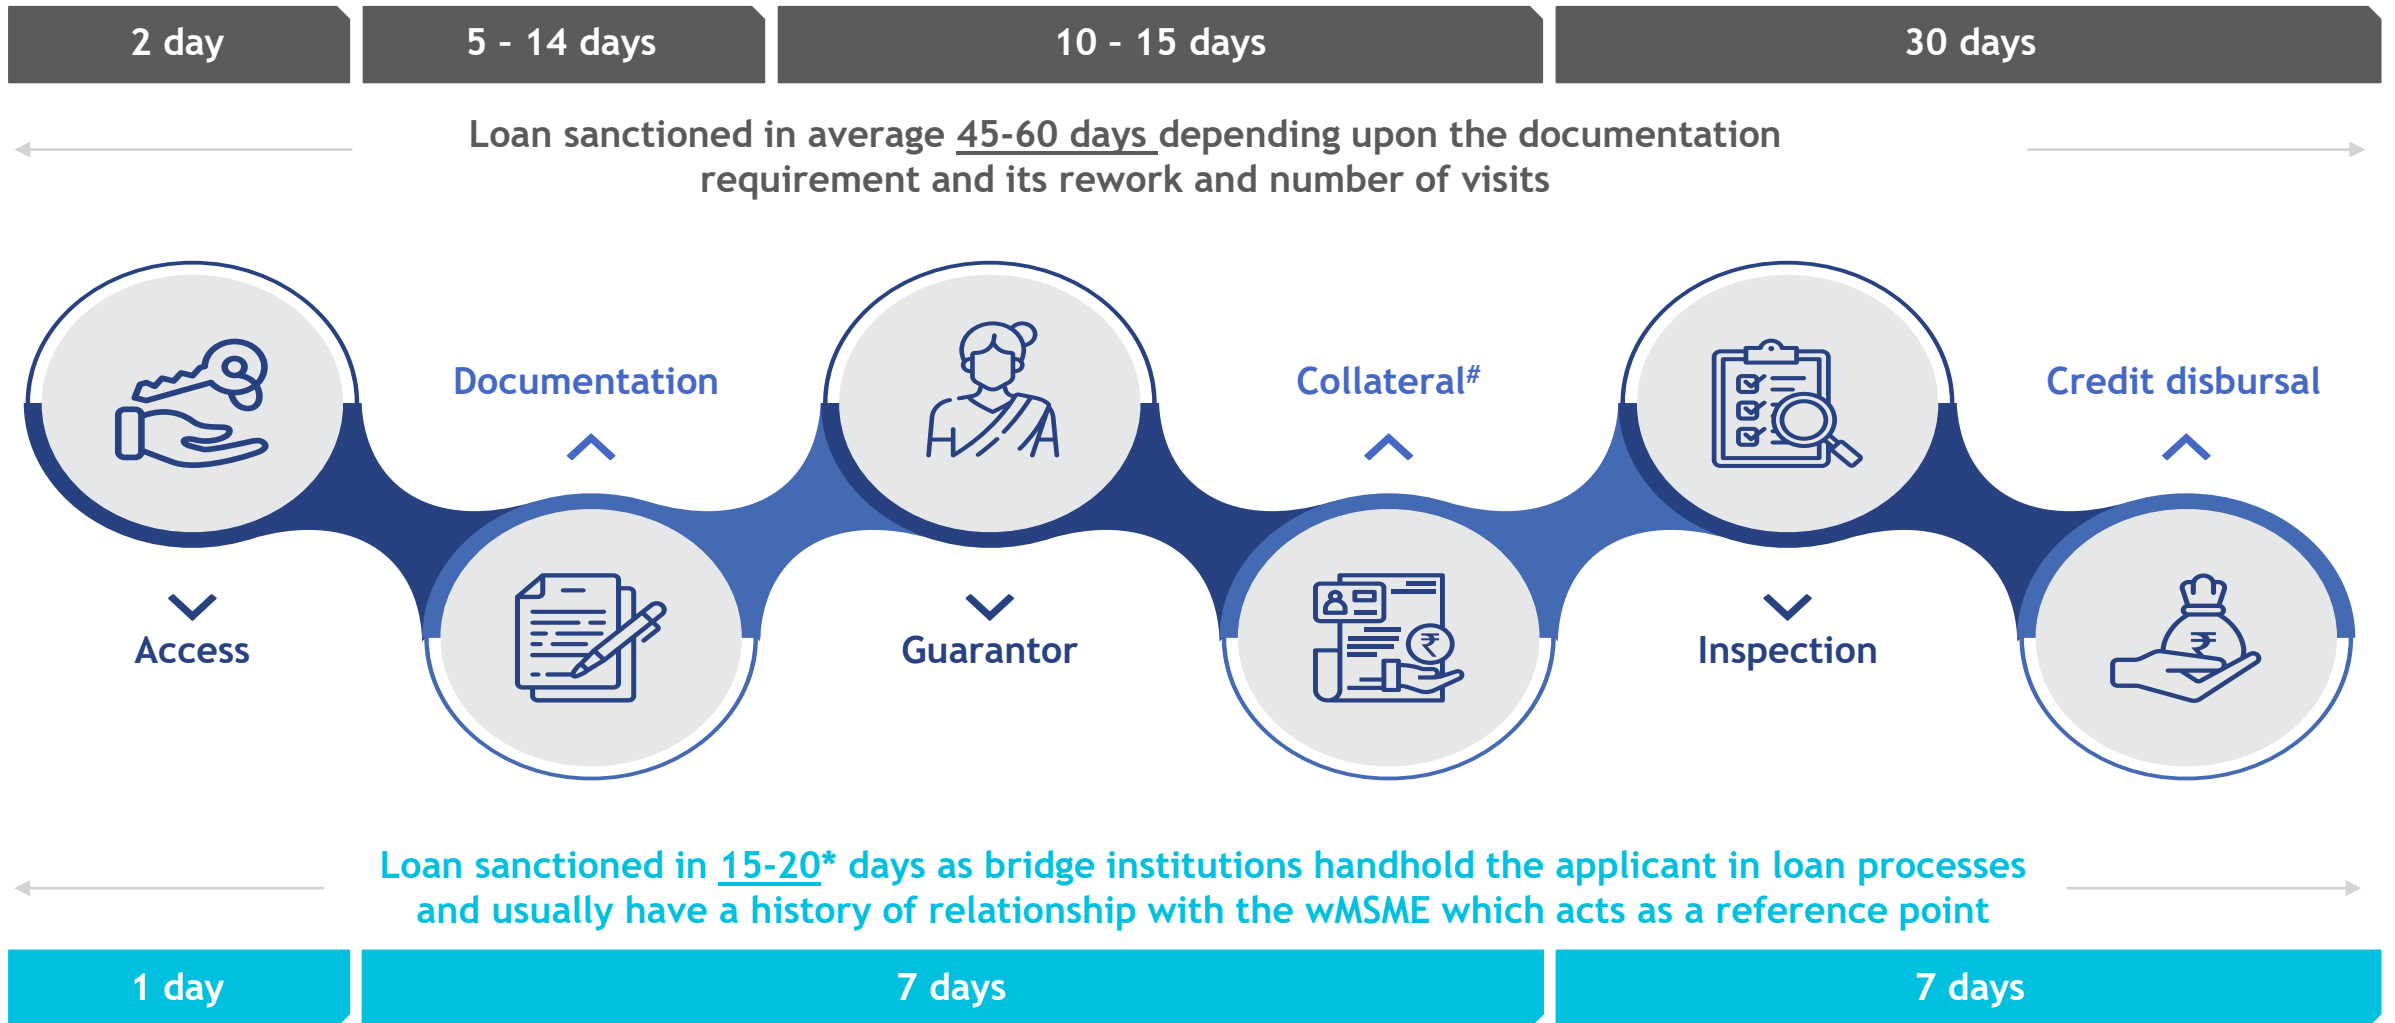 2 day
5 – 14 days
10 – 15 days
30 days
Loan sanctioned in average 45-60 days depending upon the documentation
requirement and its rework and number of visits
Documentation
Collateral#
Credit disbursal
Access
Guarantor
Inspection
₹
₹
Loan sanctioned in 15-20* days as bridge institutions handhold the applicant in loan processes
and usually have a history of relationship with the wMSME which acts as a reference point
1 day
7 days
7 days